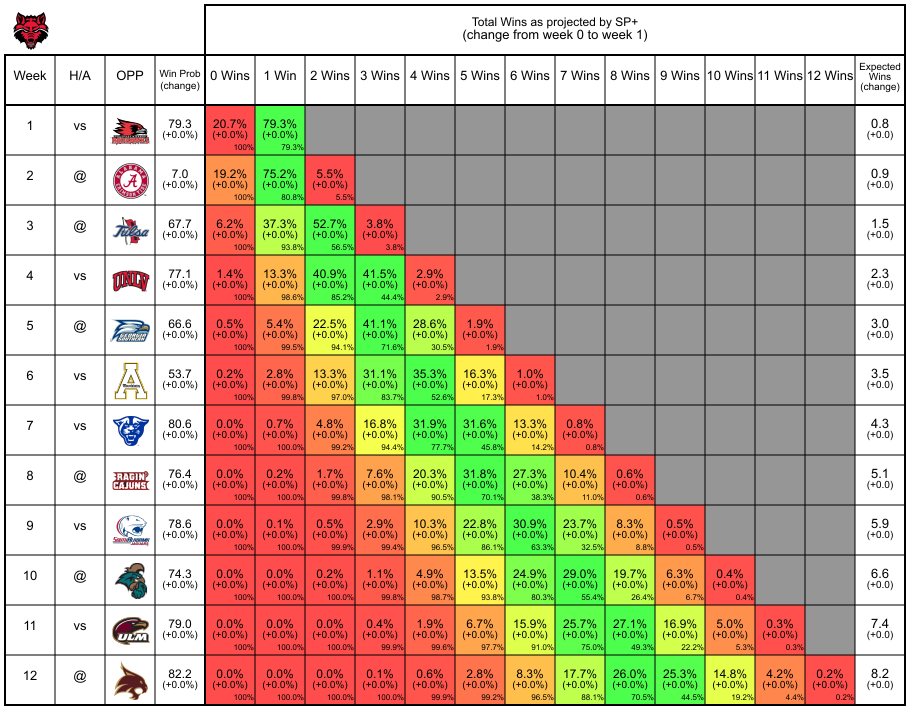 Total Wins as projected by SP+
(change from week 0 to week 1)
Week H/A OPP Win Prob (change) 0 Wins 1 Win 2 Wins 3 Wins 4 Wins 5 Wins 6 Wins 7 Wins 8 Wins 9 Wins 10 Wins 11 Wins 12 Wins Expected Wins (change)
1 vs 79.3 20.7% 79.3% 0.8
(+0.0%) (+0.0%) (+0.0%) (+0.0)
100% 79.3%
2 @ A 7.0 19.2% 75.2% 5.5% 0.9
(+0.0%) (+0.0%) (+0.0%) (+0.0%) (+0.0)
100% 80.8% 5.5%
3 @ Tulsa 67.7 6.2% 37.3% 52.7% 3.8% 1.5
(+0.0%) (+0.0%) (+0.0%) (+0.0%) (+0.0%) (+0.0)
100% 93.8% 56.5% 3.8%
4 vs UNLV 77.1 1.4% 13.3% 40.9% 41.5% 2.9% 2.3
(+0.0%) (+0.0%) (+0.0%) (+0.0%) (+0.0%) (+0.0%) (+0.0)
100% 98.6% 85.2% 44.4% 2.9%
5 @ GEORGIA SOUTHERN 66.6 0.5% 5.4% 22.5% 41.1% 28.6% 1.9% 3.0
(+0.0%) (+0.0%) (+0.0%) (+0.0%) (+0.0%) (+0.0%) (+0.0%) (+0.0)
100% 99.5% 94.1% 71.6% 30.5% 1.9%
6 vs A 53.7 0.2% 2.8% 13.3% 31.1% 35.3% 16.3% 1.0% 3.5
(+0.0%) (+0.0%) (+0.0%) (+0.0%) (+0.0%) (+0.0%) (+0.0%) (+0.0%) (+0.0)
100% 99.8% 97.0% 83.7% 52.6% 17.3% 1.0%
7 vs 80.6 0.0% 0.7% 4.8% 16.8% 31.9% 31.6% 13.3% 0.8% 4.3
(+0.0%) (+0.0%) (+0.0%) (+0.0%) (+0.0%) (+0.0%) (+0.0%) (+0.0%) (+0.0%) (+0.0)
100% 100.0% 99.2% 94.4% 77.7% 45.8% 14.2% 0.8%
8 @ RAGIN' CAJUNS 76.4 0.0% 0.2% 1.7% 7.6% 20.3% 31.8% 27.3% 10.4% 0.6% 5.1
(+0.0%) (+0.0%) (+0.0%) (+0.0%) (+0.0%) (+0.0%) (+0.0%) (+0.0%) (+0.0%) (+0.0%) (+0.0)
100% 100.0% 99.8% 98.1% 90.5% 70.1% 38.3% 11.0% 0.6%
9 vs 78.6 0.0% 0.1% 0.5% 2.9% 10.3% 22.8% 30.9% 23.7% 8.3% 0.5% 5.9
(+0.0%) (+0.0%) (+0.0%) (+0.0%) (+0.0%) (+0.0%) (+0.0%) (+0.0%) (+0.0%) (+0.0%) (+0.0%) (+0.0)
100% 100.0% 99.9% 99.4% 96.5% 86.1% 63.3% 32.5% 8.8% 0.5%
10 @ 74.3 0.0% 0.0% 0.2% 1.1% 4.9% 13.5% 24.9% 29.0% 19.7% 6.3% 0.4% 6.6
(+0.0%) (+0.0%) (+0.0%) (+0.0%) (+0.0%) (+0.0%) (+0.0%) (+0.0%) (+0.0%) (+0.0%) (+0.0%) (+0.0%) (+0.0)
100% 100.0% 100.0% 99.8% 98.7% 93.8% 80.3% 55.4% 26.4% 6.7% 0.4%
11 vs ULM 79.0 0.0% 0.0% 0.0% 0.4% 1.9% 6.7% 15.9% 25.7% 27.1% 16.9% 5.0% 0.3% 7.4
(+0.0%) (+0.0%) (+0.0%) (+0.0%) (+0.0%) (+0.0%) (+0.0%) (+0.0%) (+0.0%) (+0.0%) (+0.0%) (+0.0%) (+0.0%) (+0.0)
100% 100.0% 100.0% 99.9% 99.6% 97.7% 91.0% 75.0% 49.3% 22.2% 5.3% 0.3%
12 @ 82.2 0.0% 0.0% 0.0% 0.1% 0.6% 2.8% 8.3% 17.7% 26.0% 25.3% 14.8% 4.2% 0.2% 8.2
(+0.0%) (+0.0%) (+0.0%) (+0.0%) (+0.0%) (+0.0%) (+0.0%) (+0.0%) (+0.0%) (+0.0%) (+0.0%) (+0.0%) (+0.0%) (+0.0%) (+0.0)
100% 100.0% 100.0% 100.0% 99.9% 99.2% 96.5% 88.1% 70.5% 44.5% 19.2% 4.4% 0.2%